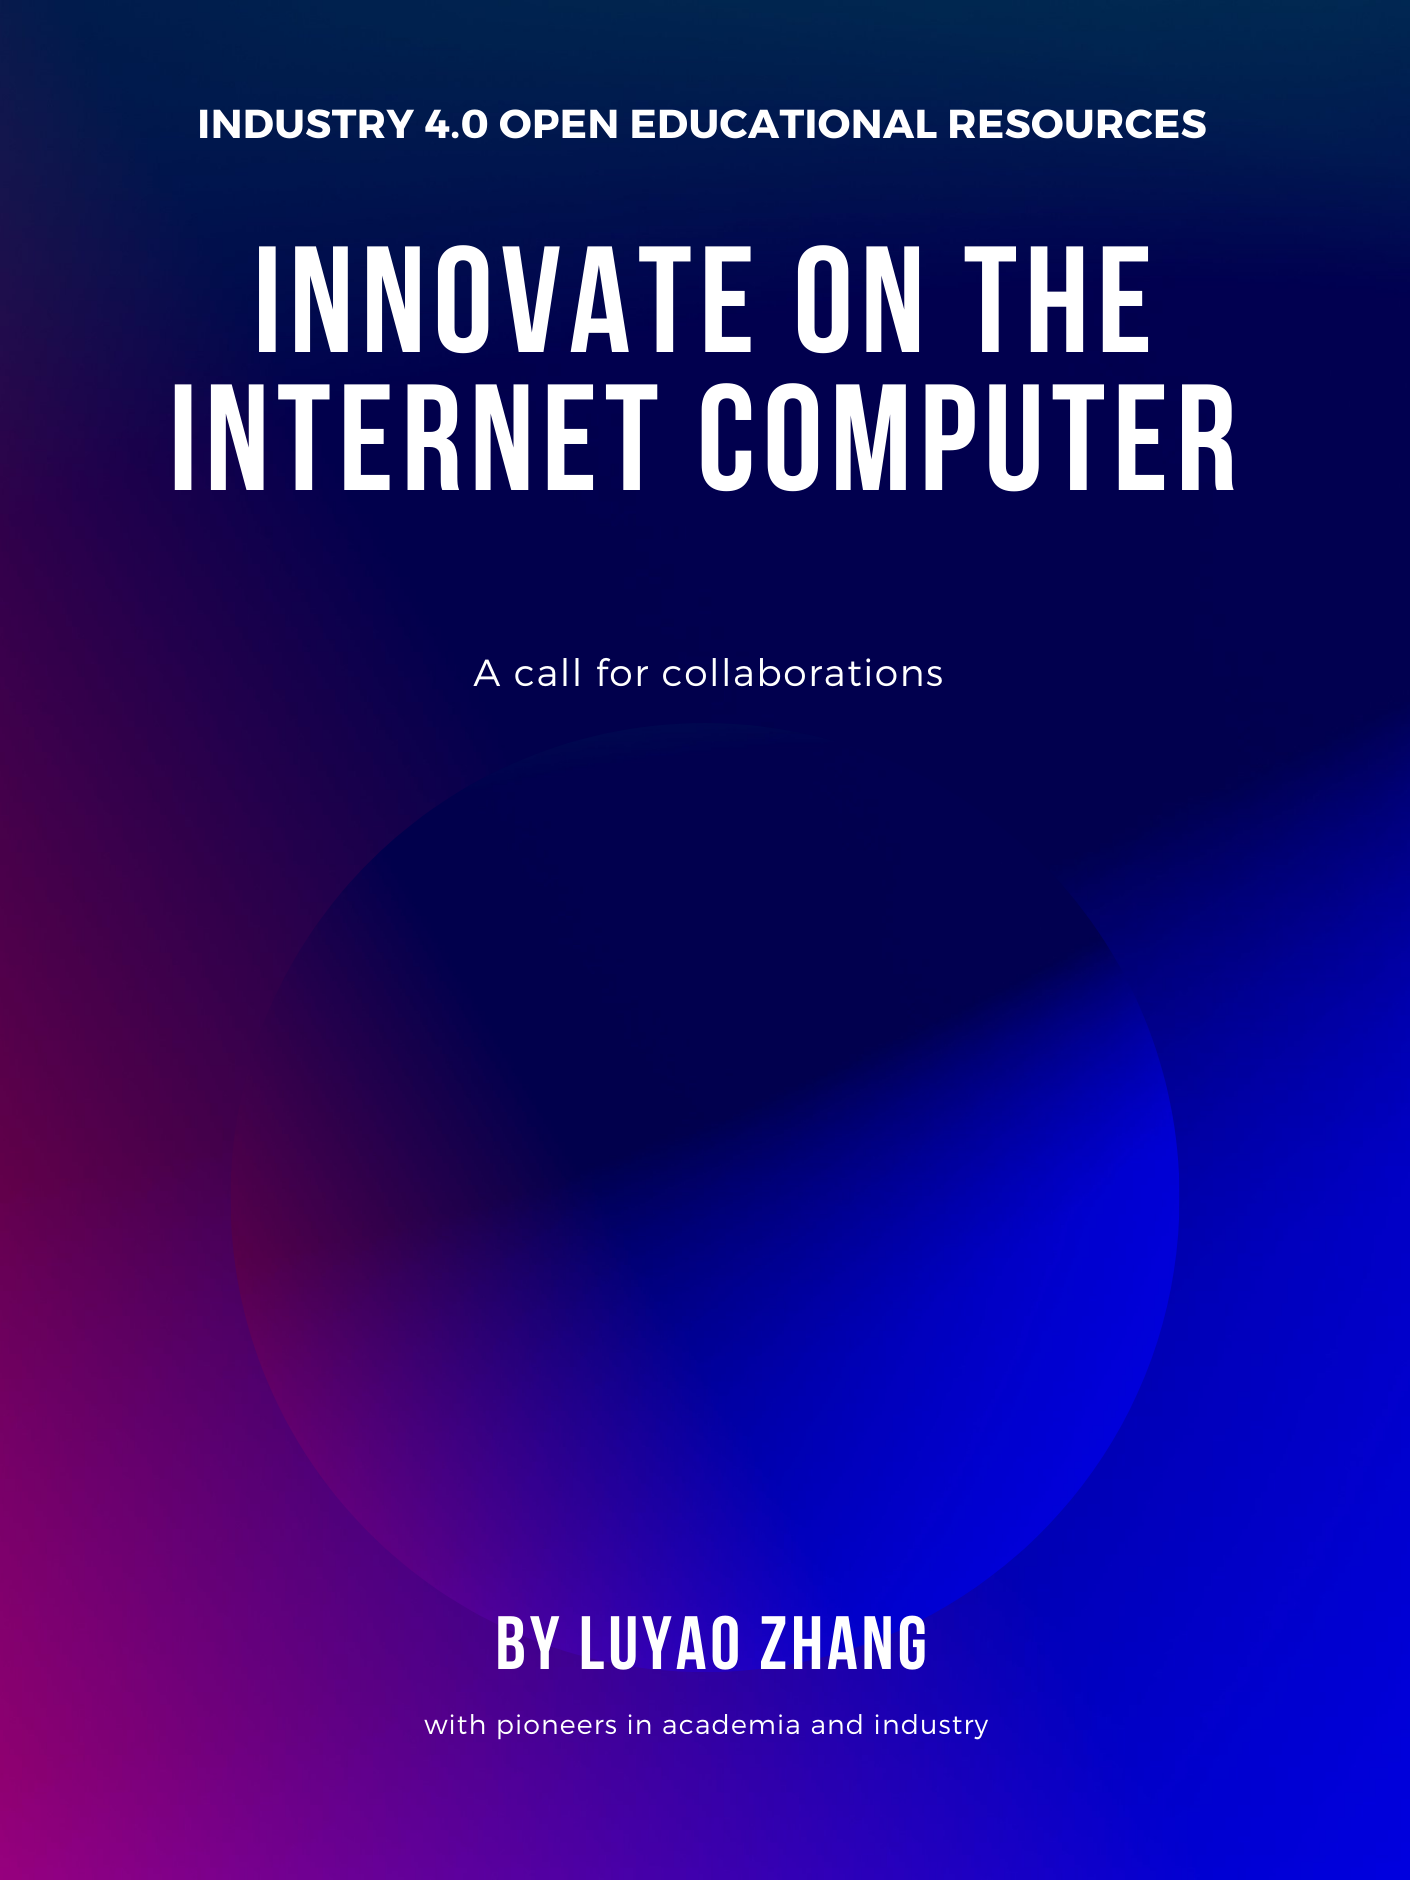 INDUSTRY 4.0 OPEN EDUCATIONAL RESOURCES
INNOVATE ON THE
INTERNET COMPUTER
A call for collaborations
BY LUYAO ZHANG
with pioneers in academia and industry